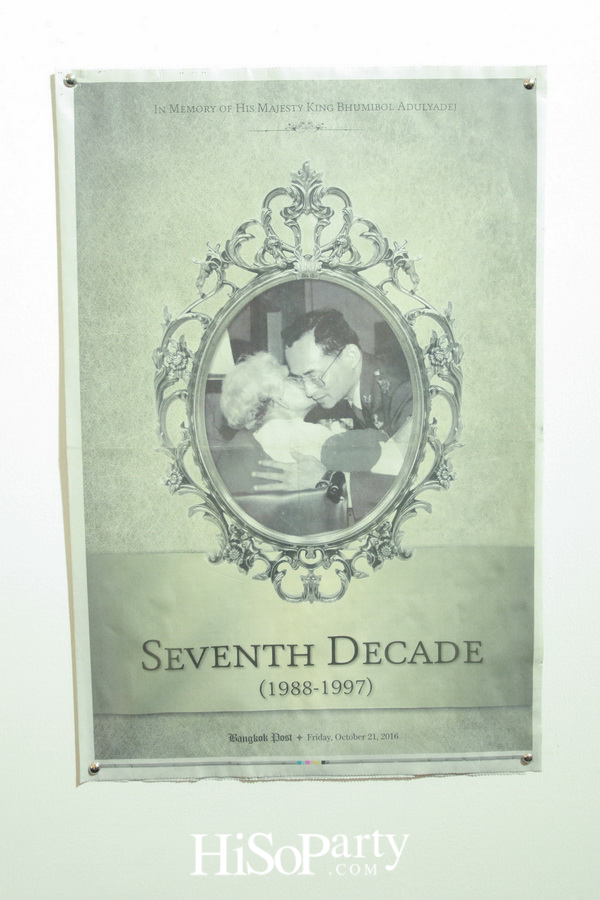 In Memory of His Majesty King Bhumibol Adulyadej
Seventh Decade
(1988-1997)
Bangkok Post + Friday, October 21, 2016
HiSoParty
.COM